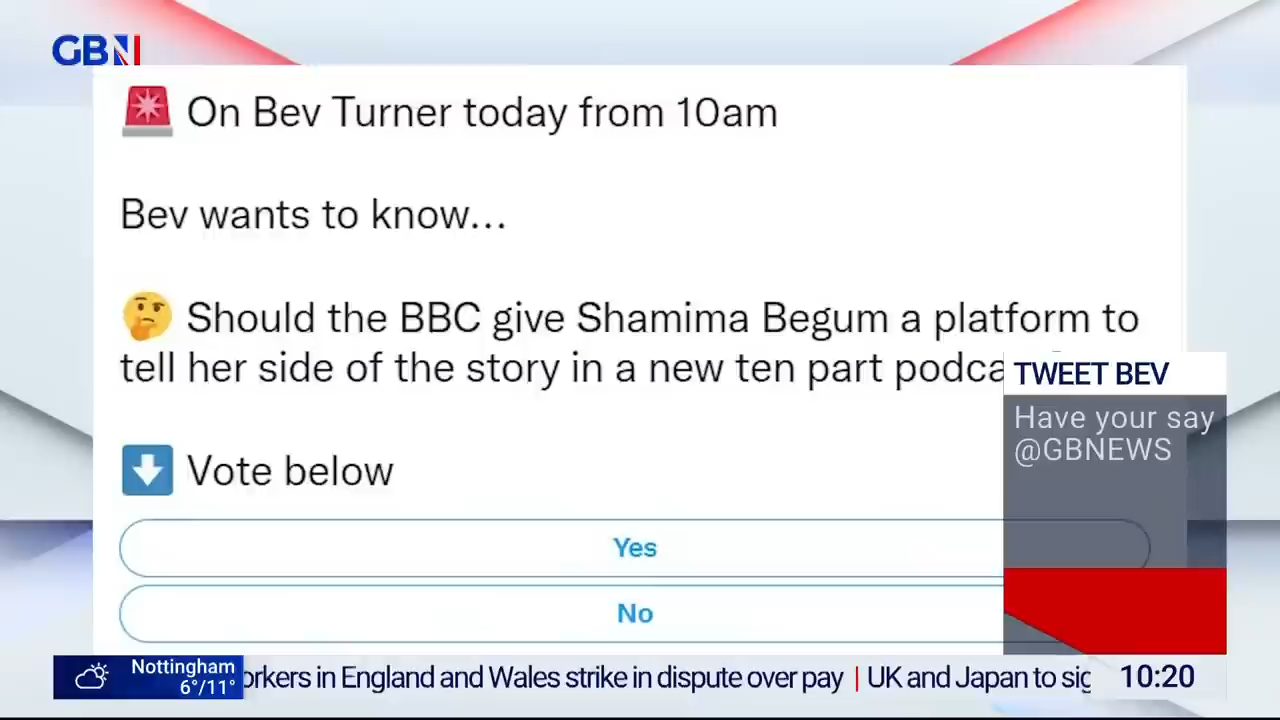 GBN
On Bev Turner today from 10am
Bev wants to know...
Should the BBC give Shamima Begum a platform to
tell her side of the story in a new ten part
TWEET BEV
Have your say
@GBNEWS
Vote below
Yes
No
Nottingham
6°/11°
in England and Wales strike in dispute over pay | UK and Japan to
10:20